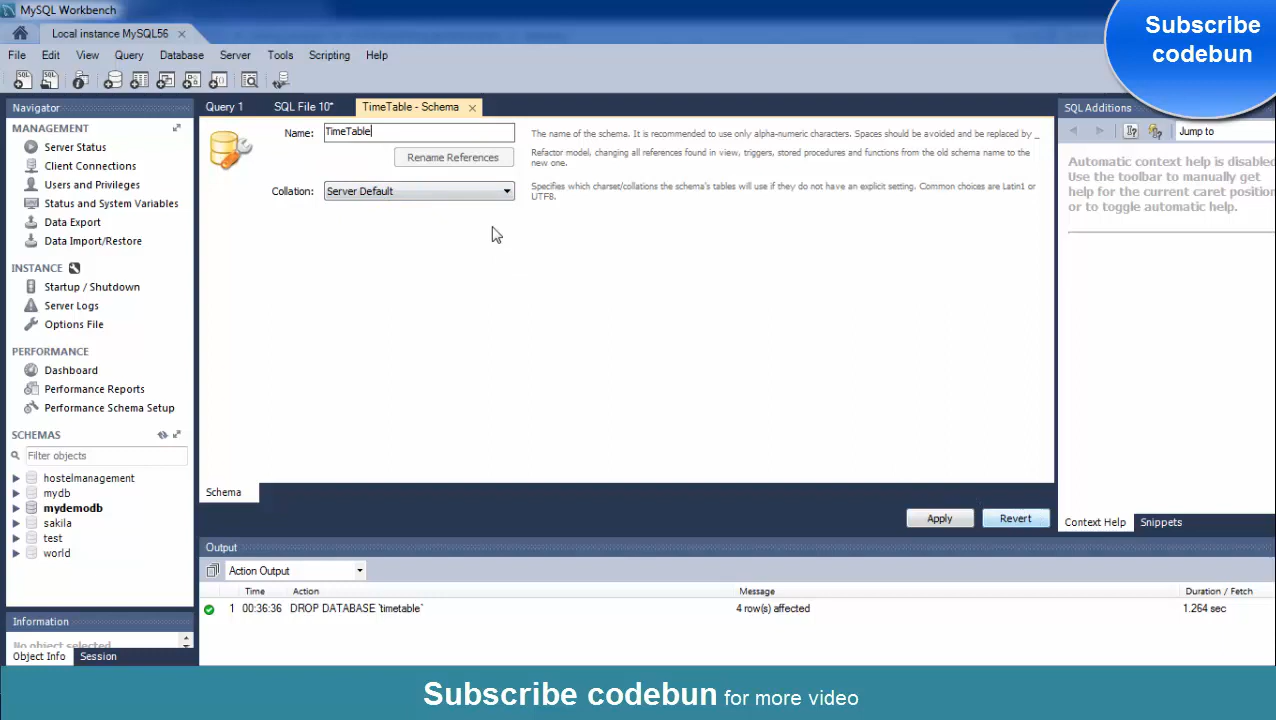 MySQL Workbench
Local instance MySQL56
File Edit View Query Database Server Tools Scripting Help
Subscribe
codebun
Navigator
MANAGEMENT
Server Status
Client Connections
Users and Privileges
Status and System Variables
Data Export
Data Import/Restore
INSTANCE
Startup / Shutdown
Server Logs
Options File
PERFORMANCE
Dashboard
Performance Reports
Performance Schema Setup
SCHEMAS
Filter objects
hostelmanagement
mydb
mydemodb
sakila
test
world
Information
No object selected
Object Info Session
Query 1 SQL File 10* TimeTable - Schema
Name: TimeTable
The name of the schema. It is recommended to use only alpha-numeric characters. Spaces should be avoided and be replaced by _
Rename References
Refactor model, changing all references found in view, triggers, stored procedures and functions from the old schema name to the
new one.
Collation: Server Default
Specifies which charset/collations the schema's tables will use if they do not have an explicit setting. Common choices are Latin1 or
UTF8.
Schema
Apply Revert
SQL Additions
Jump to
Automatic context help is disabled
Use the toolbar to manually get
help for the current caret position
or to toggle automatic help.
Context Help Snippets
Output
Action Output
Time Action Message Duration / Fetch
1 00:36:36 DROP DATABASE `timetable` 4 row(s) affected 1.264 sec
Subscribe codebun for more video